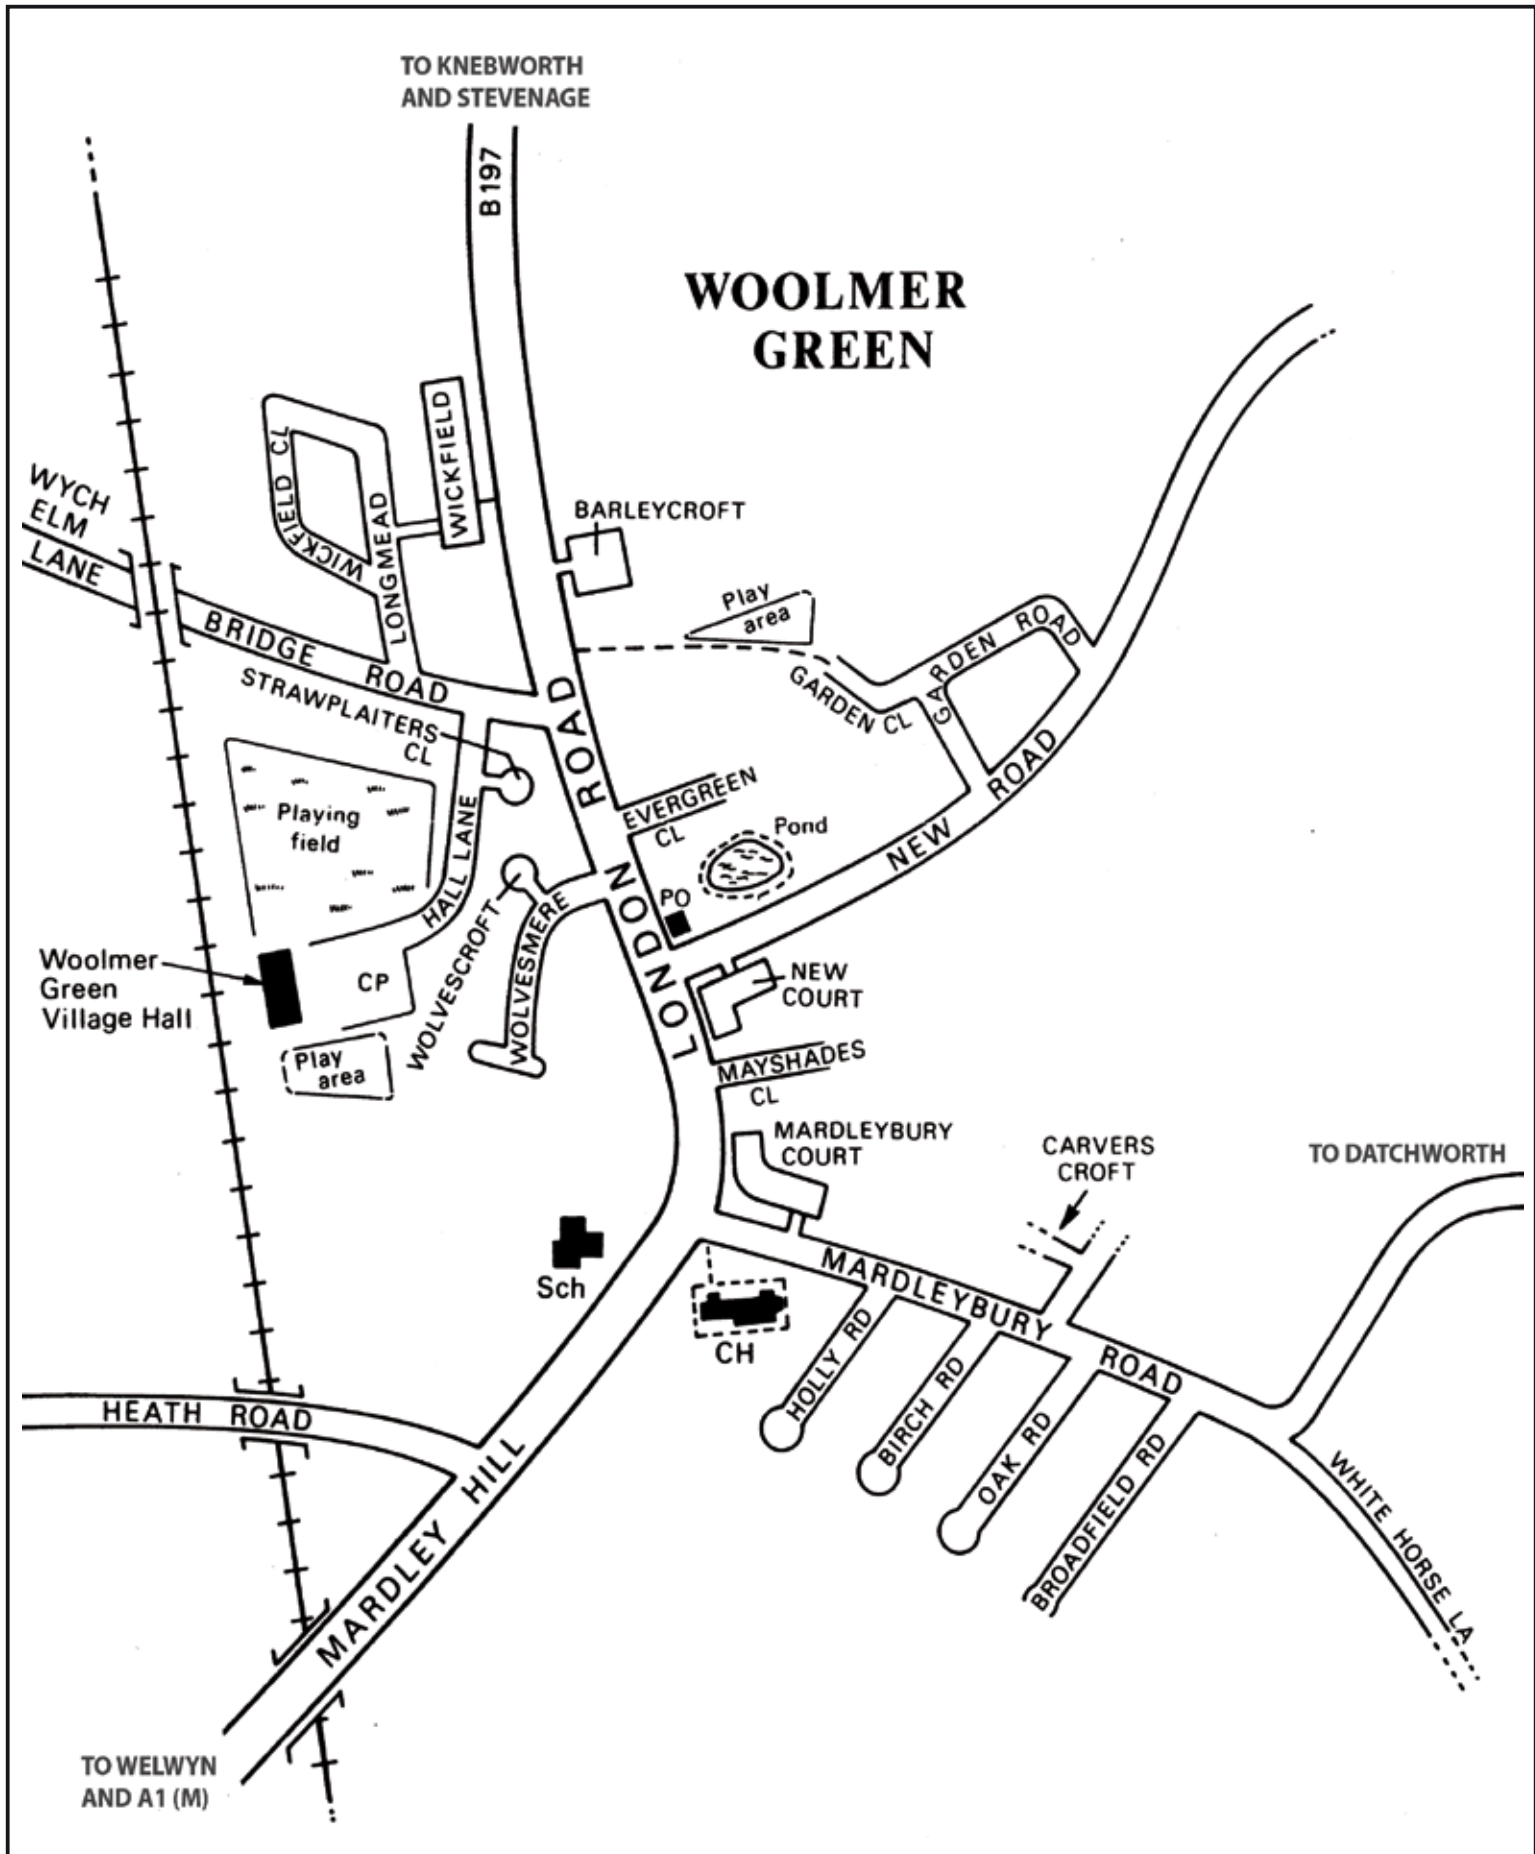 TO KNEBWORTH
AND STEVENAGE
B197
WOOLMER
GREEN
WICKFIELD CL
WICKFIELD
LONGMEAD
WICKFIELD
WYCH
ELM
LANE
BARLEYCROFT
Play
area
BRIDGE ROAD
STRAWPLAITERS
CL
GARDEN ROAD
GARDEN CL
LONDON ROAD
EVERGREEN
CL
Pond
NEW ROAD
Playing
field
HALL LANE
PO
WOLVESCROFT
WOLVESMERE
Woolmer
Green
Village Hall
CP
NEW
COURT
Play
area
MAYSHADES
CL
MARDLEYBURY
COURT
CARVERS
CROFT
TO DATCHWORTH
Sch
MARDLEYBURY ROAD
CH
HOLLY RD
BIRCH RD
OAK RD
BROADFIELD RD
WHITE HORSE LA
HEATH ROAD
MARDLEY HILL
TO WELWYN
AND A1 (M)